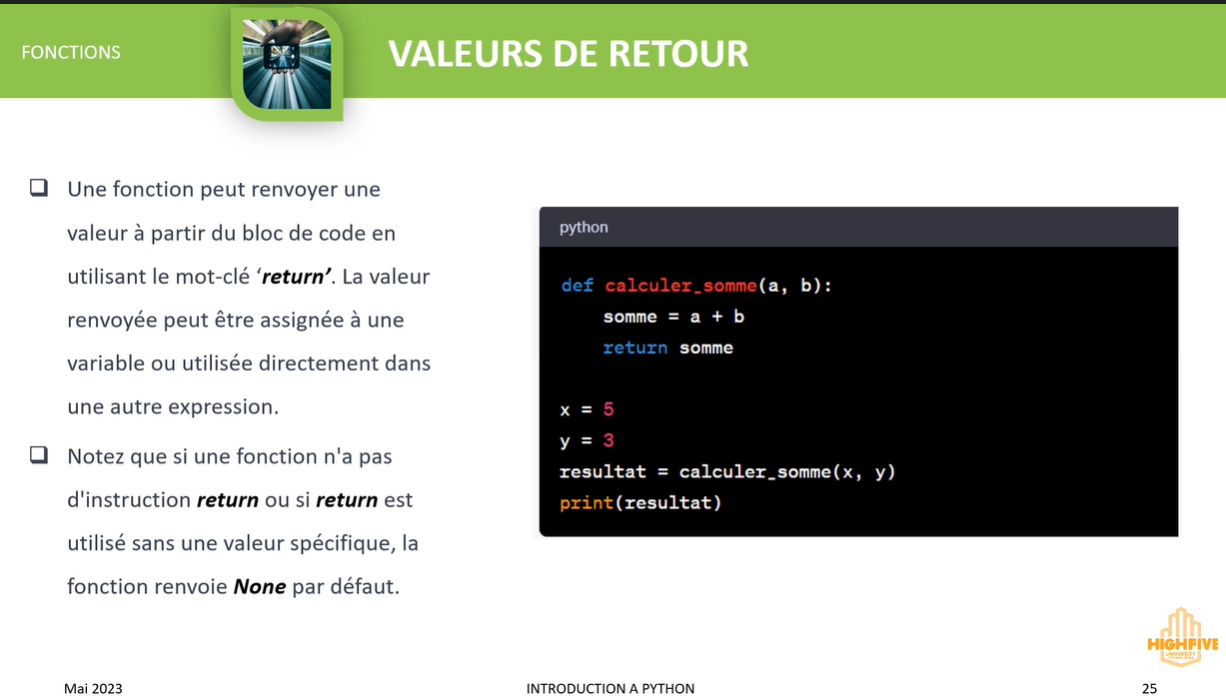 FONCTIONS
VALEURS DE RETOUR
Une fonction peut renvoyer une
valeur à partir du bloc de code en
utilisant le mot-clé ‘return’. La valeur
renvoyée peut être assignée à une
variable ou utilisée directement dans
une autre expression.
Notez que si une fonction n'a pas
d'instruction return ou si return est
utilisé sans une valeur spécifique, la
fonction renvoie None par défaut.
python
def calculer_somme(a, b):
    somme = a + b
    return somme
x = 5
y = 3
resultat = calculer_somme(x, y)
print(resultat)
HIGHFIVE
UNIVERSITY
Mai 2023
INTRODUCTION A PYTHON
25